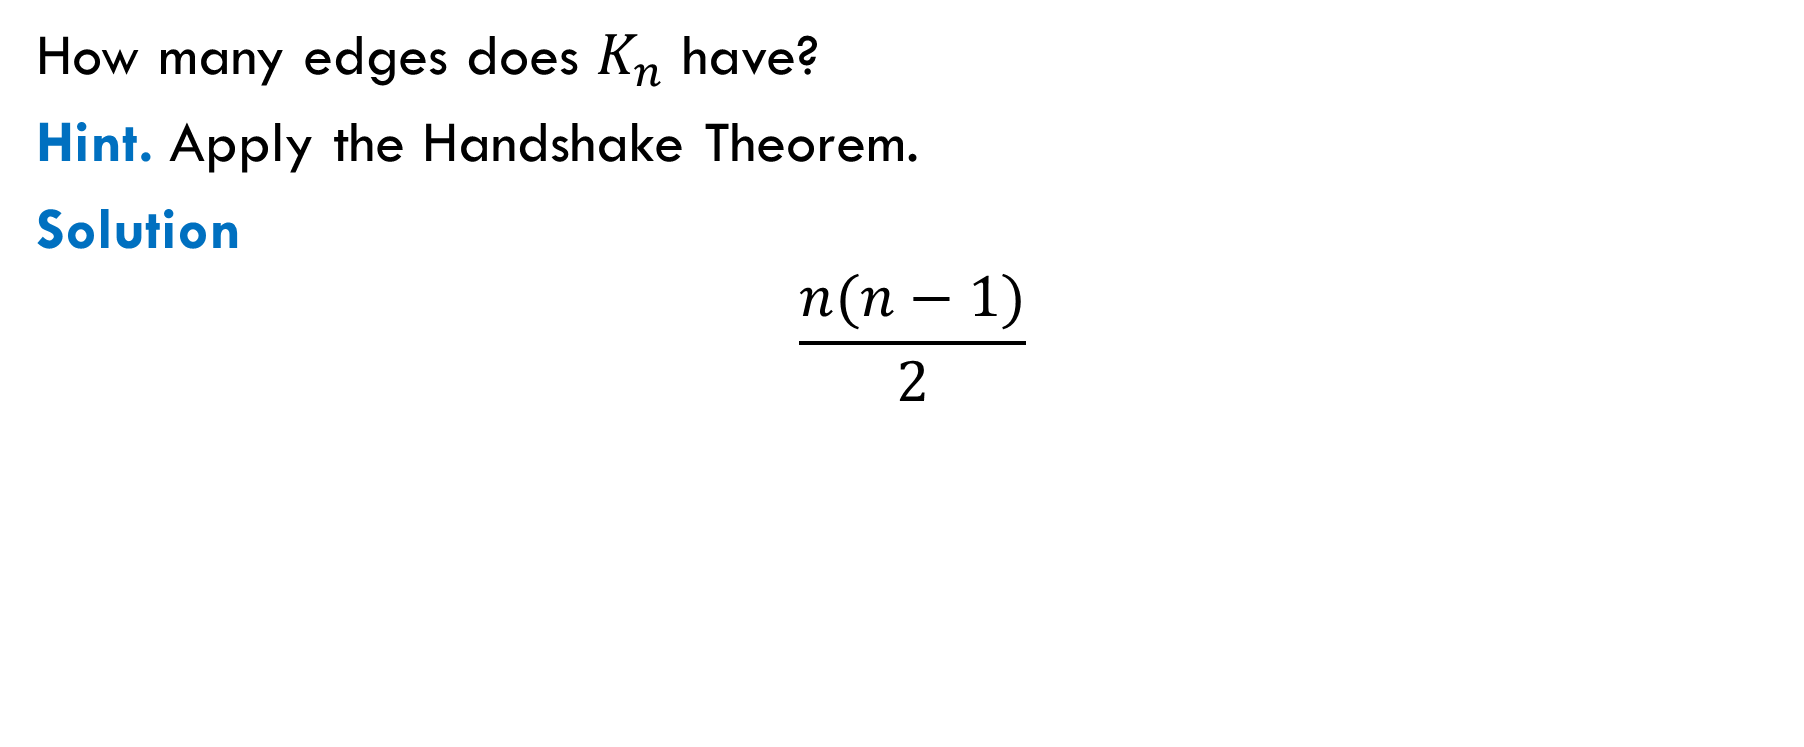 How many edges does Kₙ have?
Hint. Apply the Handshake Theorem.
Solution
n(n − 1)
2